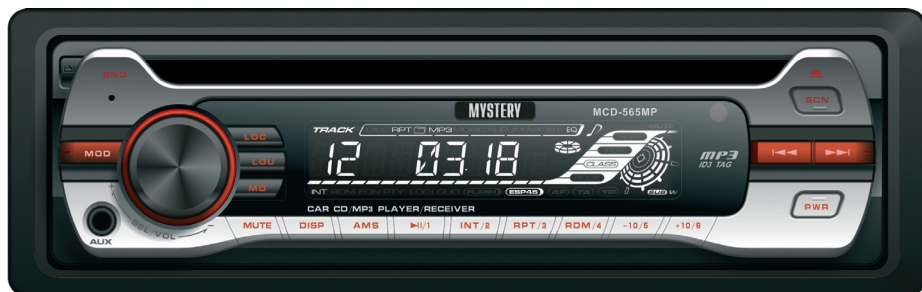 BND
SCN
MYSTERY
MCD-565MP
TRACK RPT MP3 EQ
12 03:18
CLASS
INT ESP45
MP3
ID3 TAG
LOC
LOU
MO
MOD
PWR
CAR CD/MP3 PLAYER/RECEIVER
AUX
SEL/VOL
MUTE DISP AMS ►II/1 INT/2 RPT/3 RDM/4 -10/5 +10/6